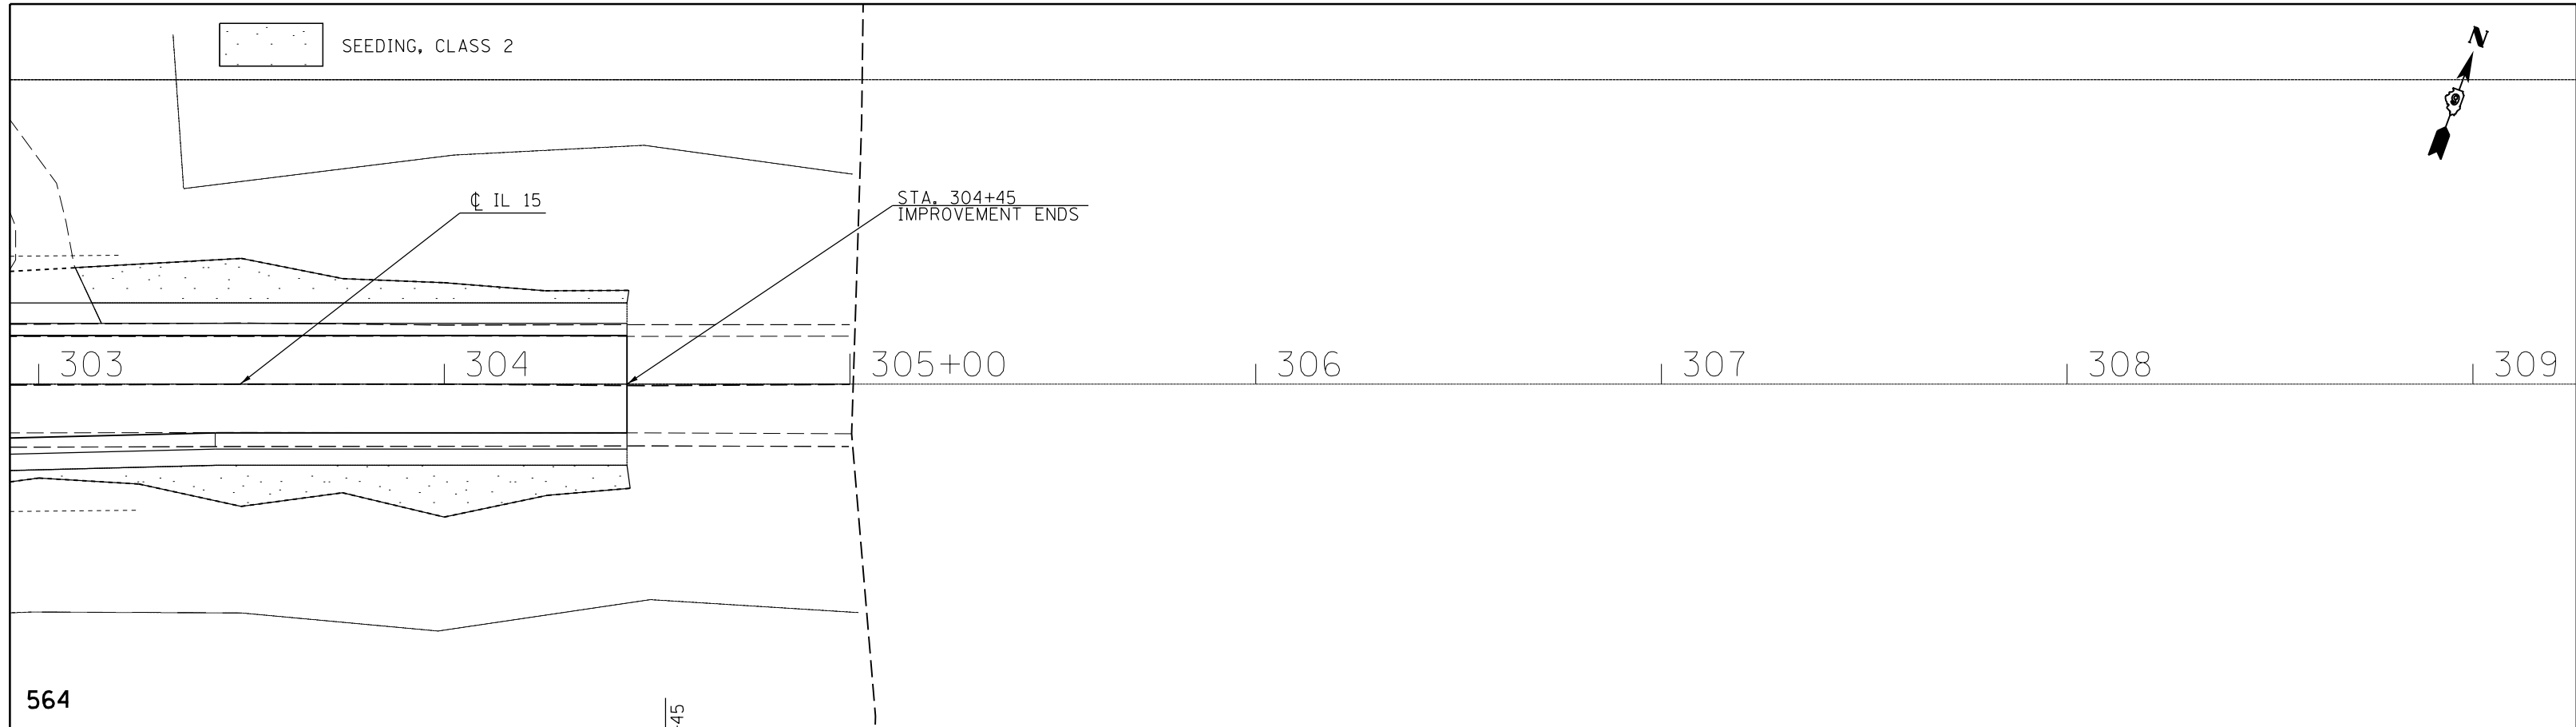 SEEDING, CLASS 2
N
℄ IL 15
STA. 304+45
IMPROVEMENT ENDS
303 304 305+00 306 307 308 309
564
45